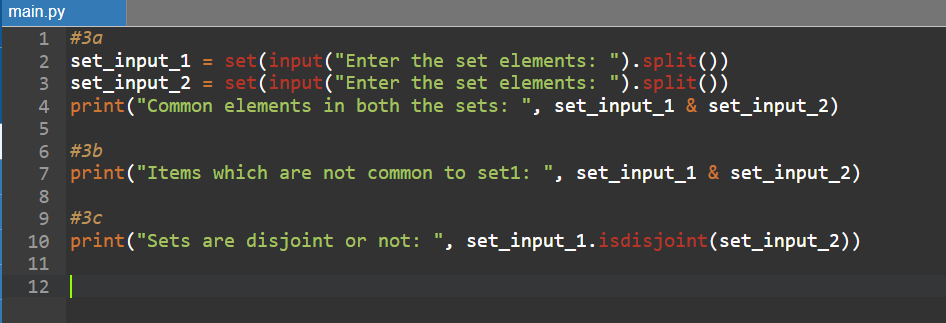 main.py
1 #3a
2 set_input_1 = set(input("Enter the set elements: ").split())
3 set_input_2 = set(input("Enter the set elements: ").split())
4 print("Common elements in both the sets: ", set_input_1 & set_input_2)
5
6 #3b
7 print("Items which are not common to set1: ", set_input_1 & set_input_2)
8
9 #3c
10 print("Sets are disjoint or not: ", set_input_1.isdisjoint(set_input_2))
11
12